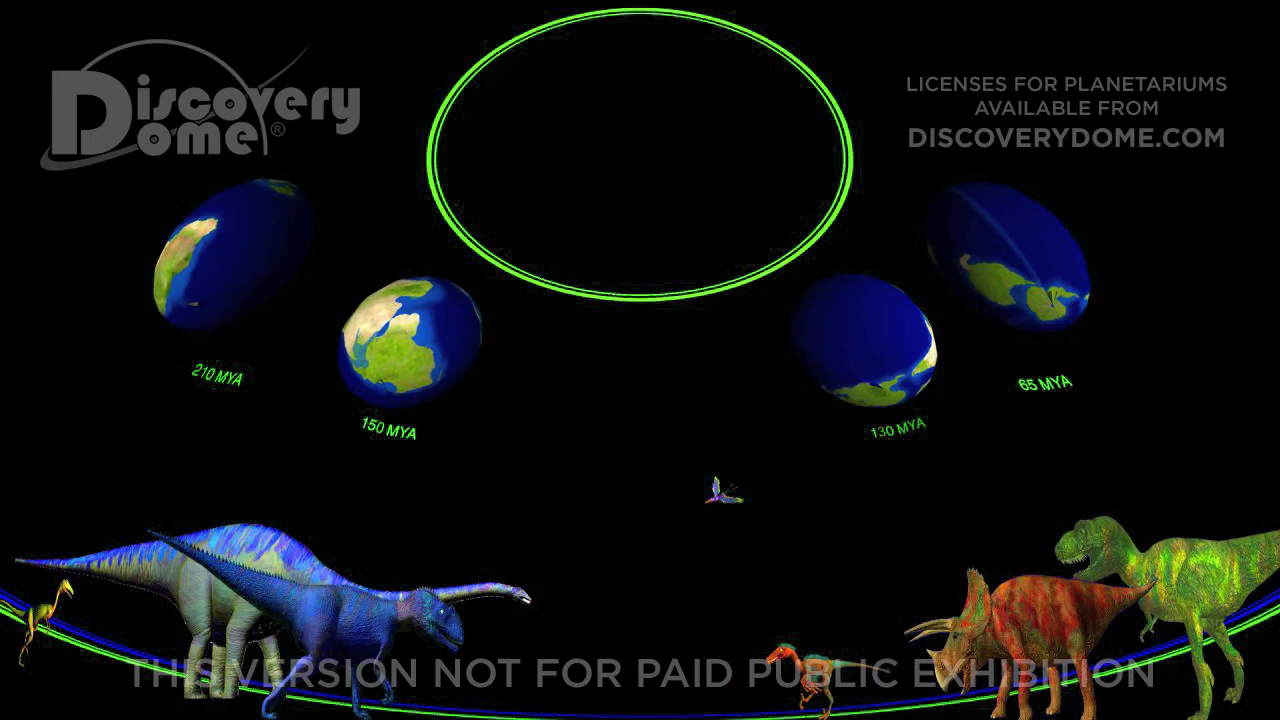 Discovery
Dome®
LICENSES FOR PLANETARIUMS
AVAILABLE FROM
DISCOVERYDOME.COM
210 MYA
150 MYA
130 MYA
65 MYA
THIS VERSION NOT FOR PAID PUBLIC EXHIBITION